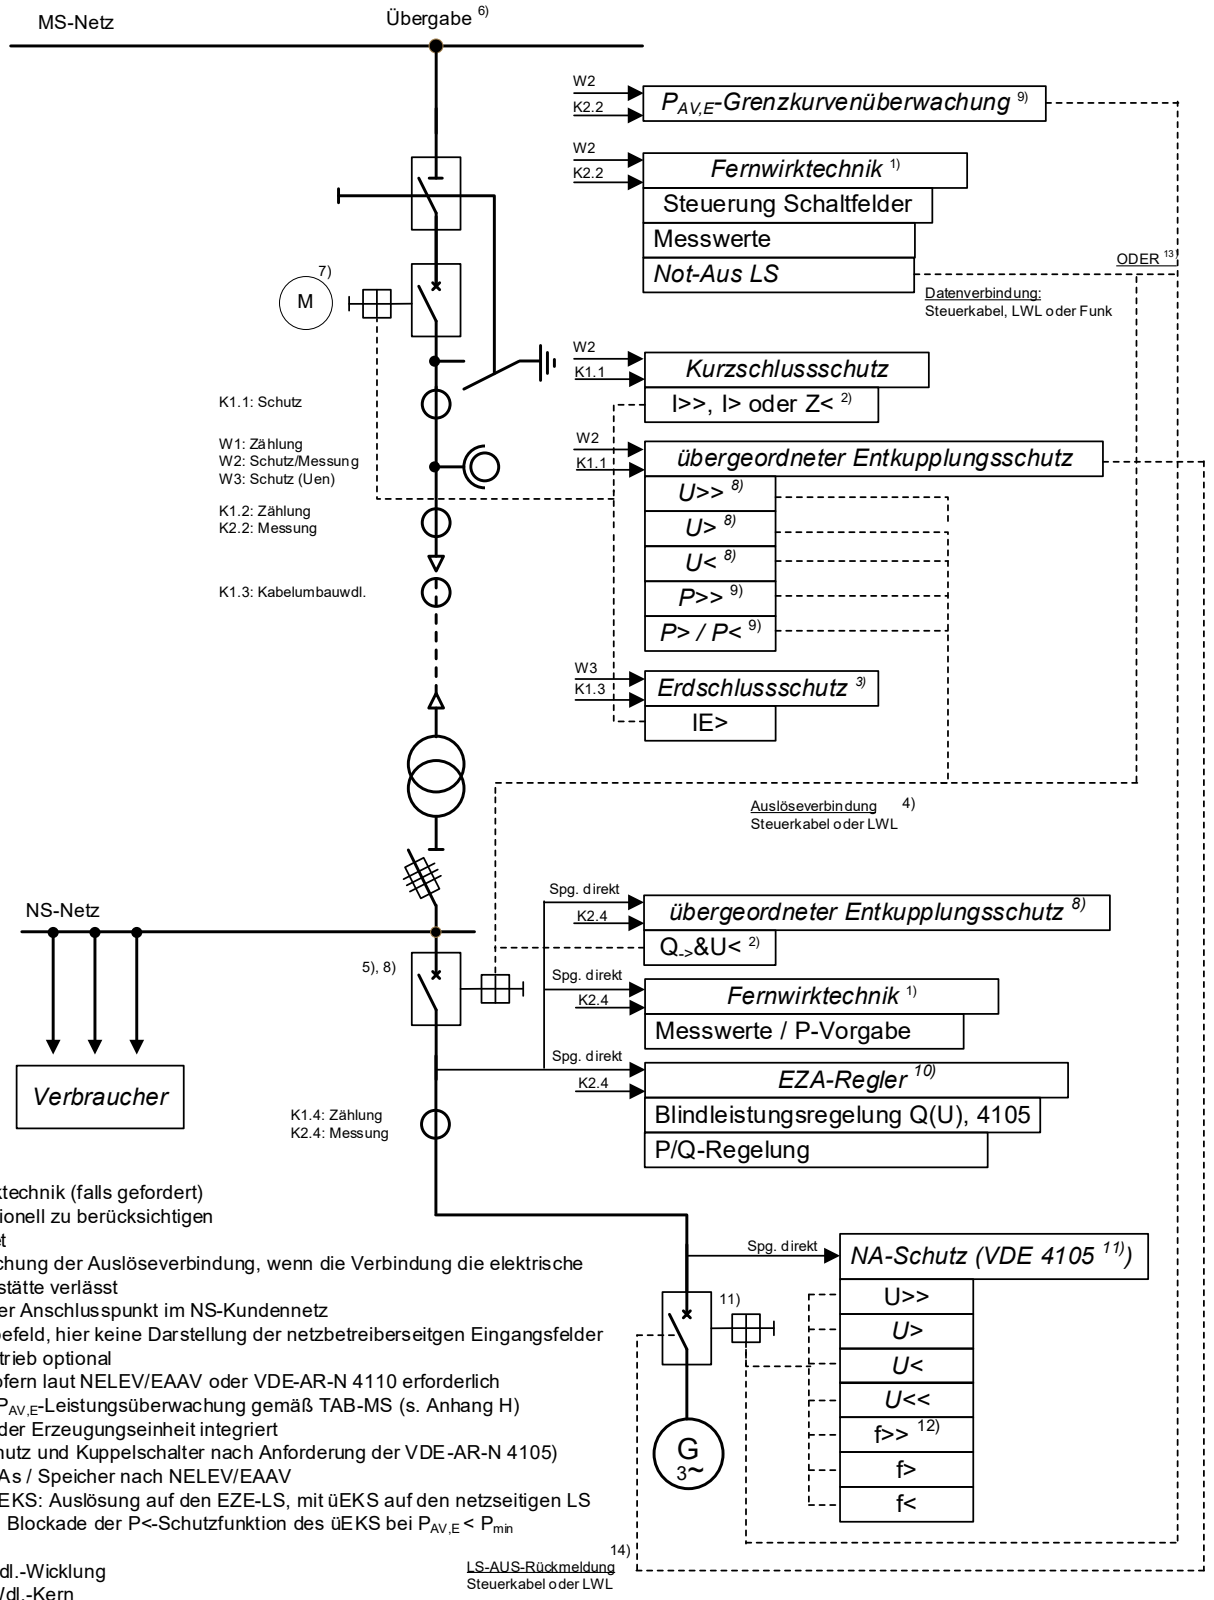 MS-Netz
Übergabe 6)
W2
K2.2
P_AV,E-Grenzkurvenüberwachung 9)
W2
K2.2
Fernwirktechnik 1)
Steuerung Schaltfelder
Messwerte
Not-Aus LS
ODER 13)
Datenverbindung:
Steuerkabel, LWL oder Funk
7)
M
W2
K1.1
Kurzschlussschutz
I>>, I> oder Z< 2)
K1.1: Schutz
W1: Zählung
W2: Schutz/Messung
W3: Schutz (Uen)
K1.2: Zählung
K2.2: Messung
K1.3: Kabelumbauwdl.
W2
K1.1
übergeordneter Entkupplungsschutz
U>> 8)
U> 8)
U< 8)
P>> 9)
P> / P< 9)
W3
K1.3
Erdschlussschutz 3)
IE>
Auslöseverbindung 4)
Steuerkabel oder LWL
NS-Netz
5), 8)
Verbraucher
Spg. direkt
K2.4
übergeordneter Entkupplungsschutz 8)
Q->&U< 2)
Spg. direkt
K2.4
Fernwirktechnik 1)
Messwerte / P-Vorgabe
Spg. direkt
K2.4
EZA-Regler 10)
Blindleistungsregelung Q(U), 4105
P/Q-Regelung
K1.4: Zählung
K2.4: Messung
Spg. direkt
NA-Schutz (VDE 4105 11))
U>>
U>
U<
U<<
f>> 12)
f>
f<
11)
G
3~
ktechnik (falls gefordert)
ionell zu berücksichtigen
et
chung der Auslöseverbindung, wenn die Verbindung die elektrische
stätte verlässt
er Anschlusspunkt im NS-Kundennetz
befeld, hier keine Darstellung der netzbetreiberseitgen Eingangsfelder
trieb optional
ofern laut NELEV/EAAV oder VDE-AR-N 4110 erforderlich
P_AV,E-Leistungsüberwachung gemäß TAB-MS (s. Anhang H)
der Erzeugungseinheit integriert
hutz und Kuppelschalter nach Anforderung der VDE-AR-N 4105)
As / Speicher nach NELEV/EAAV
EKS: Auslösung auf den EZE-LS, mit üEKS auf den netzseitigen LS
Blockade der P<-Schutzfunktion des üEKS bei P_AV,E < P_min
dl.-Wicklung
Wdl.-Kern
14)
LS-AUS-Rückmeldung
Steuerkabel oder LWL